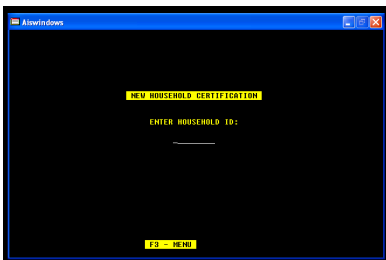 Aiswindows
NEW HOUSEHOLD CERTIFICATION
ENTER HOUSEHOLD ID:
F3 - MENU